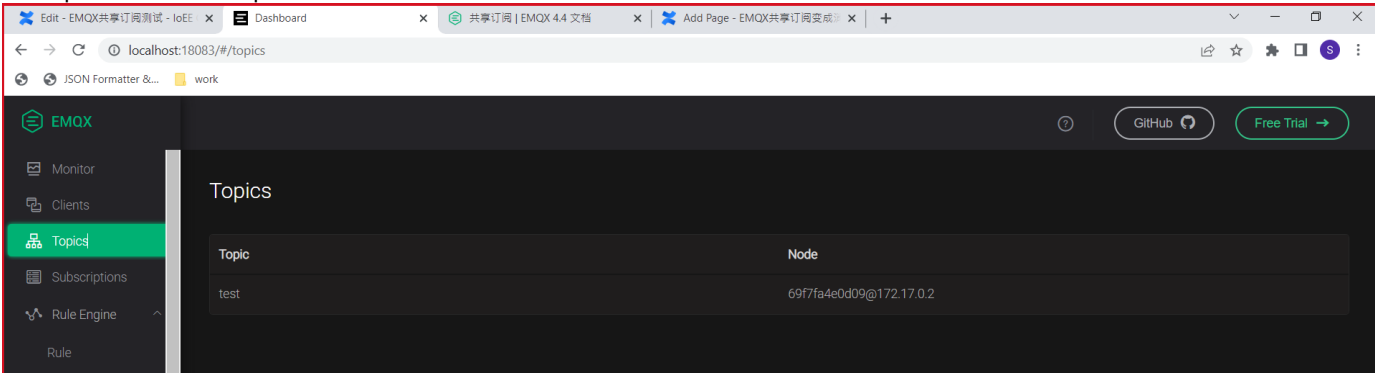 Edit - EMQX共享订阅测试 - IoEE
Dashboard
共享订阅 | EMQX 4.4 文档
Add Page - EMQX共享订阅变成
localhost:18083/#/topics
S
JSON Formatter &...
work
EMQX
GitHub
Free Trial →
Monitor
Clients
Topics
Subscriptions
Rule Engine
Rule
Topics
Topic Node
test 69f7fa4e0d09@172.17.0.2